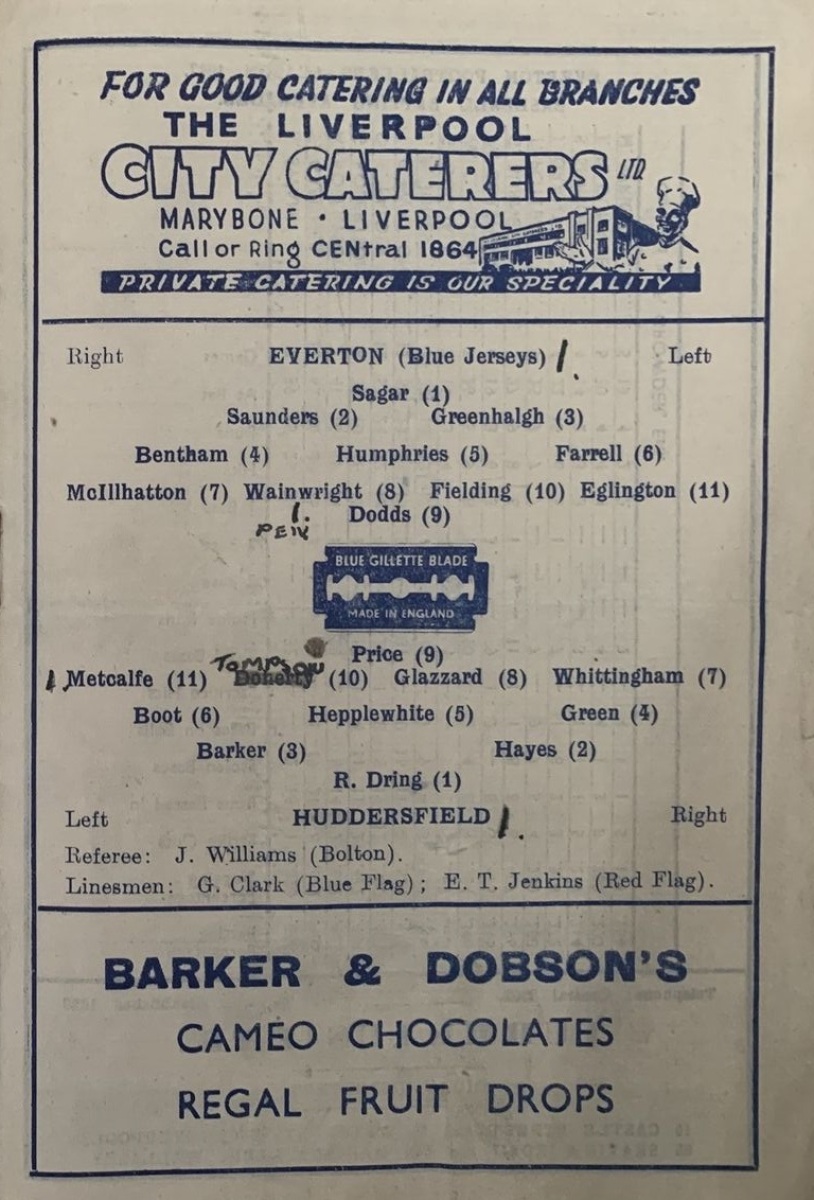 FOR GOOD CATERING IN ALL BRANCHES
THE LIVERPOOL
CITY CATERERS LTD.
MARYBONE · LIVERPOOL
Call or Ring CENtral 1864
PRIVATE CATERING IS OUR SPECIALITY
Right EVERTON (Blue Jerseys) 1. Left
Sagar (1)
Saunders (2) Greenhalgh (3)
Bentham (4) Humphries (5) Farrell (6)
McIllhatton (7) Wainwright (8) Fielding (10) Eglington (11)
1. Dodds (9)
PEN
BLUE GILLETTE BLADE
MADE IN ENGLAND
Price (9)
TOMPSON
1, Metcalfe (11) Doherty (10) Glazzard (8) Whittingham (7)
Boot (6) Hepplewhite (5) Green (4)
Barker (3) Hayes (2)
R. Dring (1)
Left HUDDERSFIELD 1. Right
Referee: J. Williams (Bolton).
Linesmen: G. Clark (Blue Flag); E. T. Jenkins (Red Flag).
BARKER & DOBSON'S
CAMEO CHOCOLATES
REGAL FRUIT DROPS